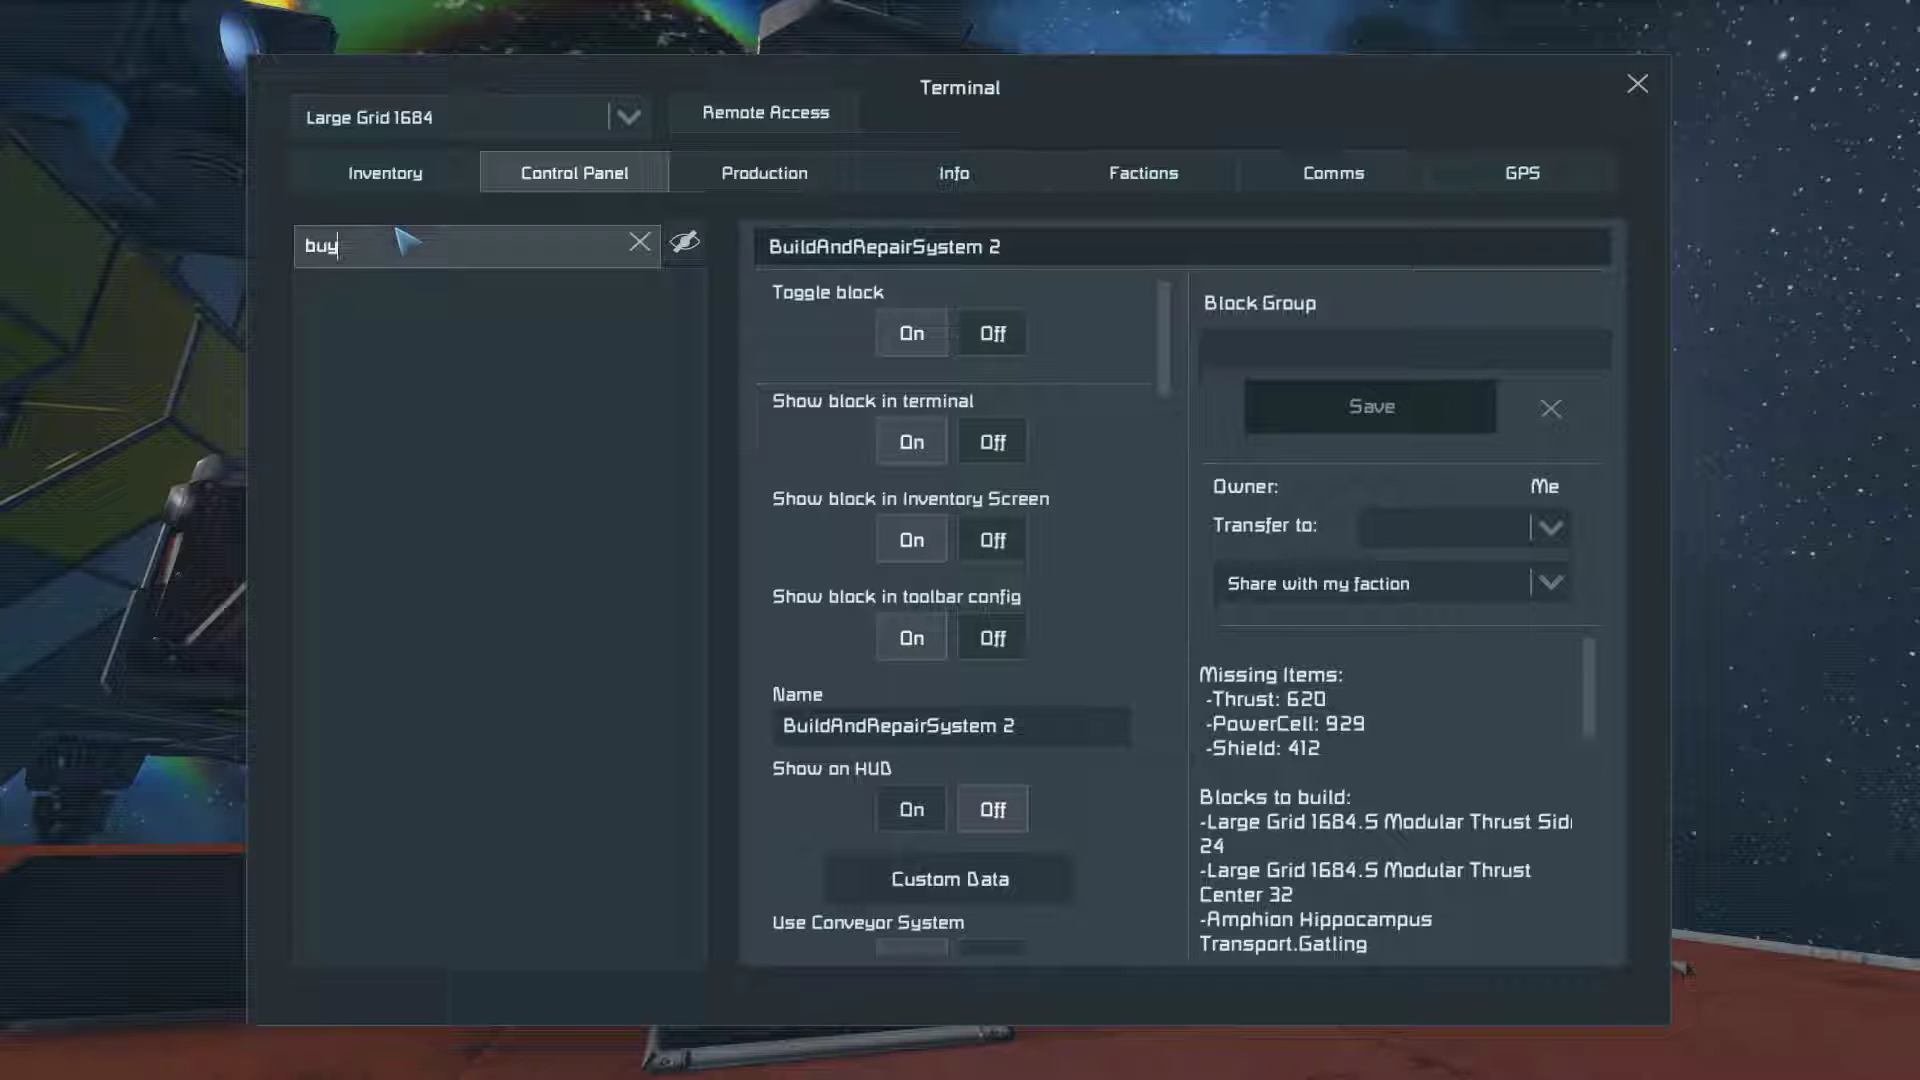 Terminal
Large Grid 1684
Remote Access
Inventory
Control Panel
Production
Info
Factions
Comms
GPS
buy
BuildAndRepairSystem 2
Toggle block
On
Off
Show block in terminal
On
Off
Show block in Inventory Screen
On
Off
Show block in toolbar config
On
Off
Name
BuildAndRepairSystem 2
Show on HUD
On
Off
Custom Data
Use Conveyor System
Block Group
Save
Owner:
Me
Transfer to:
Share with my faction
Missing Items:
-Thrust: 620
-PowerCell: 929
-Shield: 412
Blocks to build:
-Large Grid 1684.S Modular Thrust Sid
24
-Large Grid 1684.S Modular Thrust
Center 32
-Amphion Hippocampus
Transport.Gatling